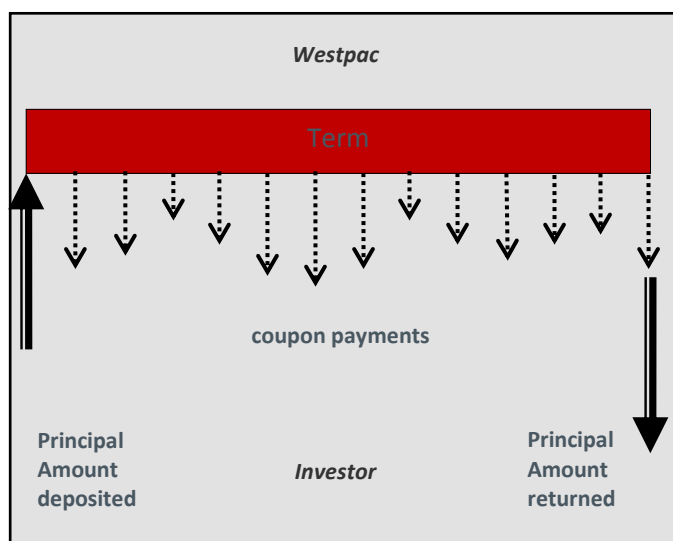 Westpac
Term
coupon payments
Principal
Amount
deposited
Investor
Principal
Amount
returned